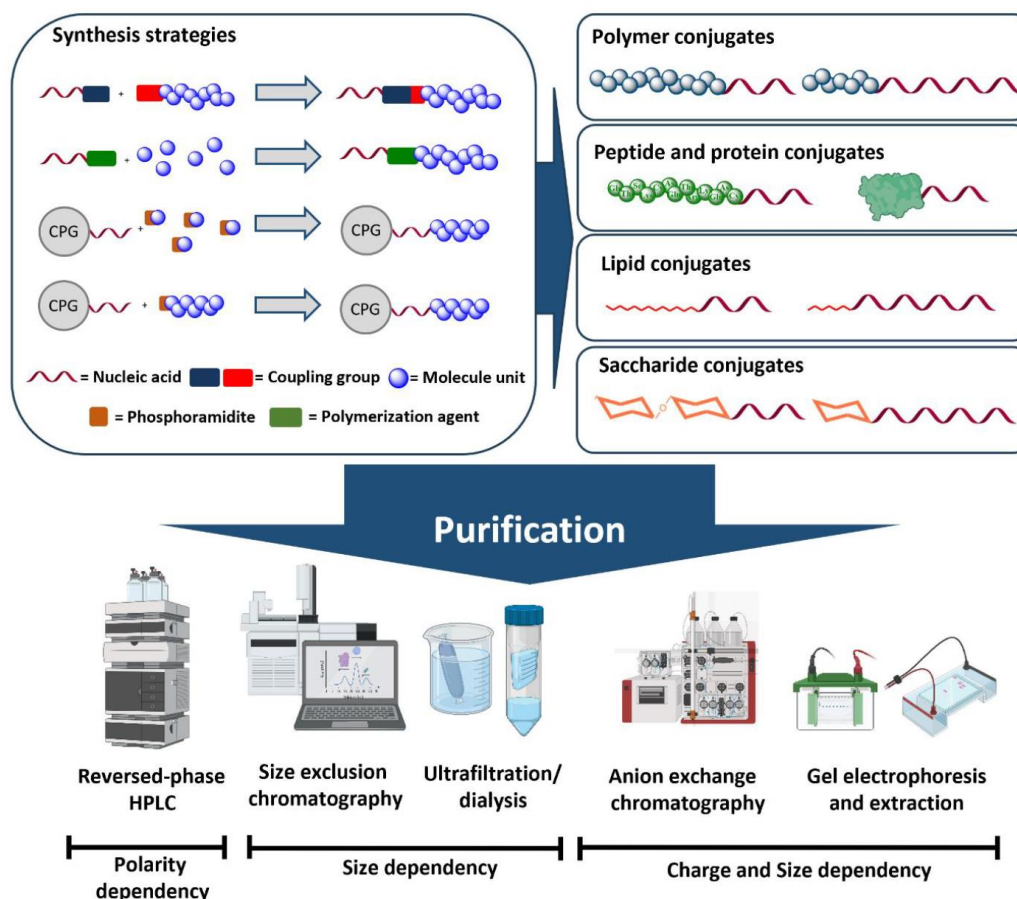 Synthesis strategies
+
+
CPG
+
CPG
CPG
+
CPG
= Nucleic acid
= Coupling group
= Molecule unit
= Phosphoramidite
= Polymerization agent
Polymer conjugates
Peptide and protein conjugates
Lipid conjugates
Saccharide conjugates
O
Purification
Reversed-phase
HPLC
Size exclusion
chromatography
Ultrafiltration/
dialysis
Anion exchange
chromatography
Gel electrophoresis
and extraction
Polarity
dependency
Size dependency
Charge and Size dependency